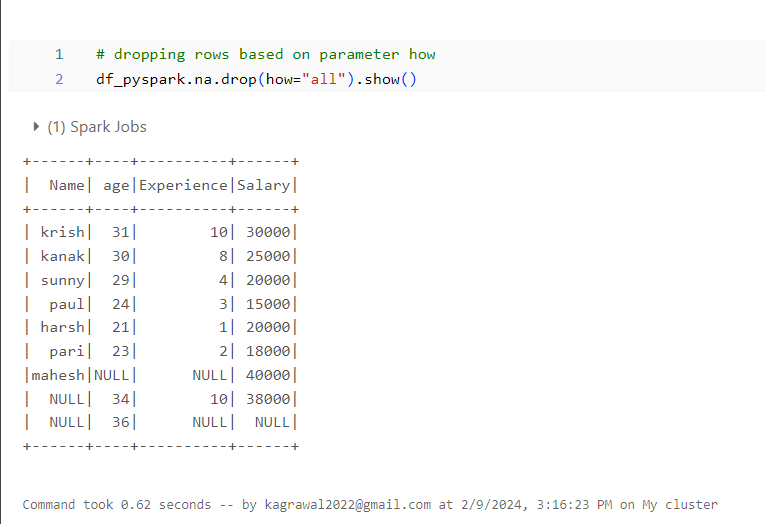 1 # dropping rows based on parameter how
2 df_pyspark.na.drop(how="all").show()
(1) Spark Jobs
+------+----+----------+------+
|  Name| age|Experience|Salary|
+------+----+----------+------+
| krish|  31|        10| 30000|
| kanak|  30|         8| 25000|
| sunny|  29|         4| 20000|
|  paul|  24|         3| 15000|
| harsh|  21|         1| 20000|
|  pari|  23|         2| 18000|
|mahesh|NULL|      NULL| 40000|
|  NULL|  34|        10| 38000|
|  NULL|  36|      NULL|  NULL|
+------+----+----------+------+
Command took 0.62 seconds -- by kagrawal2022@gmail.com at 2/9/2024, 3:16:23 PM on My cluster